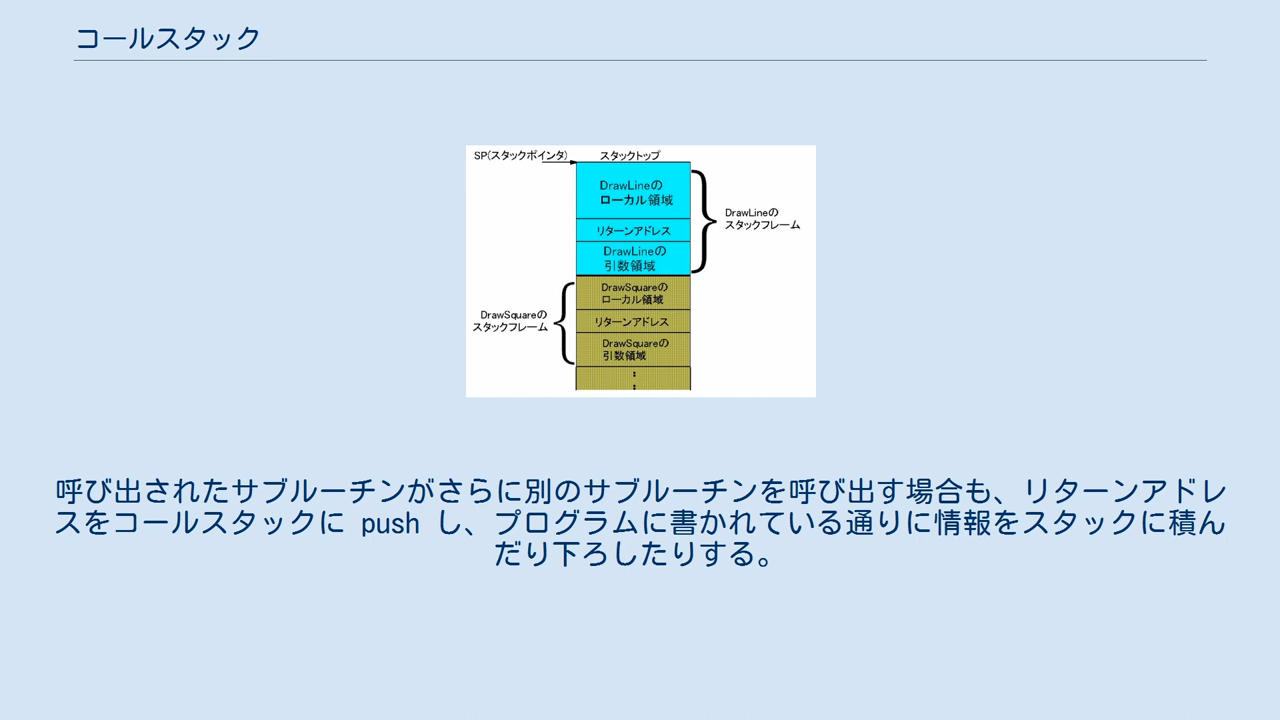 コールスタック
SP(スタックポインタ)
スタックトップ
DrawLineの
ローカル領域
リターンアドレス
DrawLineの
引数領域
DrawLineの
スタックフレーム
DrawSquareの
ローカル領域
リターンアドレス
DrawSquareの
引数領域
DrawSquareの
スタックフレーム
呼び出されたサブルーチンがさらに別のサブルーチンを呼び出す場合も、リターンアドレ
スをコールスタックに push し、プログラムに書かれている通りに情報をスタックに積ん
だり下ろしたりする。